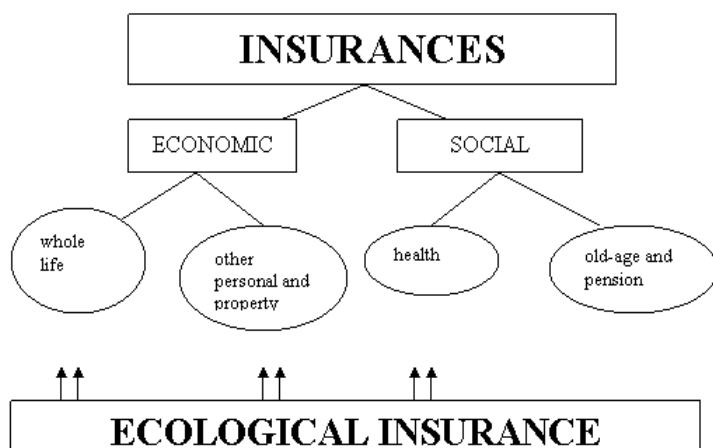 INSURANCES
ECONOMIC
SOCIAL
whole
life
other
personal and
property
health
old-age and
pension
ECOLOGICAL INSURANCE